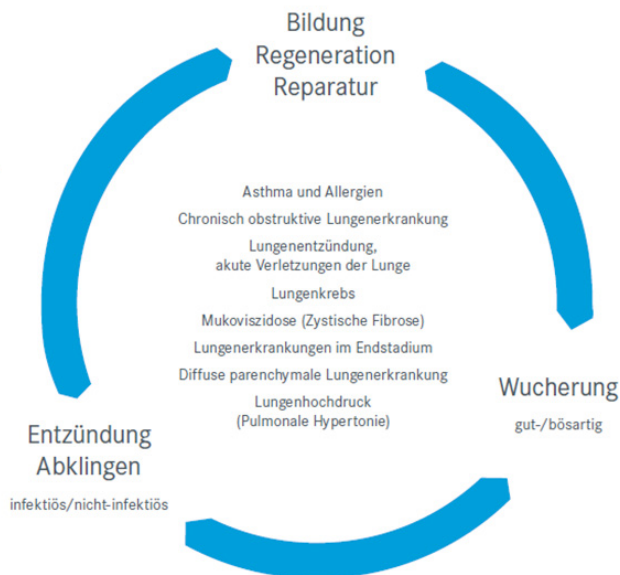 Bildung
Regeneration
Reparatur
Asthma und Allergien
Chronisch obstruktive Lungenerkrankung
Lungenentzündung,
akute Verletzungen der Lunge
Lungenkrebs
Mukoviszidose (Zystische Fibrose)
Lungenerkrankungen im Endstadium
Diffuse parenchymale Lungenerkrankung
Lungenhochdruck
(Pulmonale Hypertonie)
Wucherung
gut-/bösartig
Entzündung
Abklingen
infektiös/nicht-infektiös